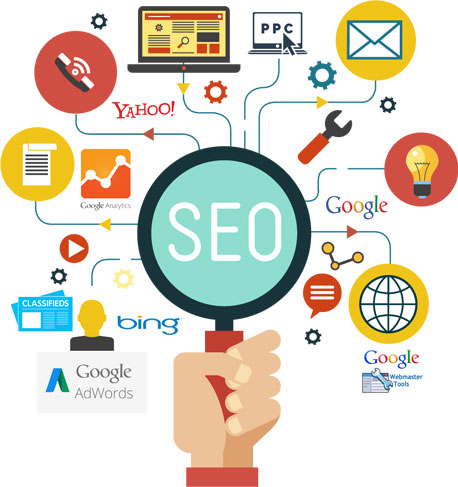 PPC
YAHOO!
Google Analytics
SEO
Google
CLASSIFIEDS
bing
Google
AdWords
Google
Webmaster
Tools